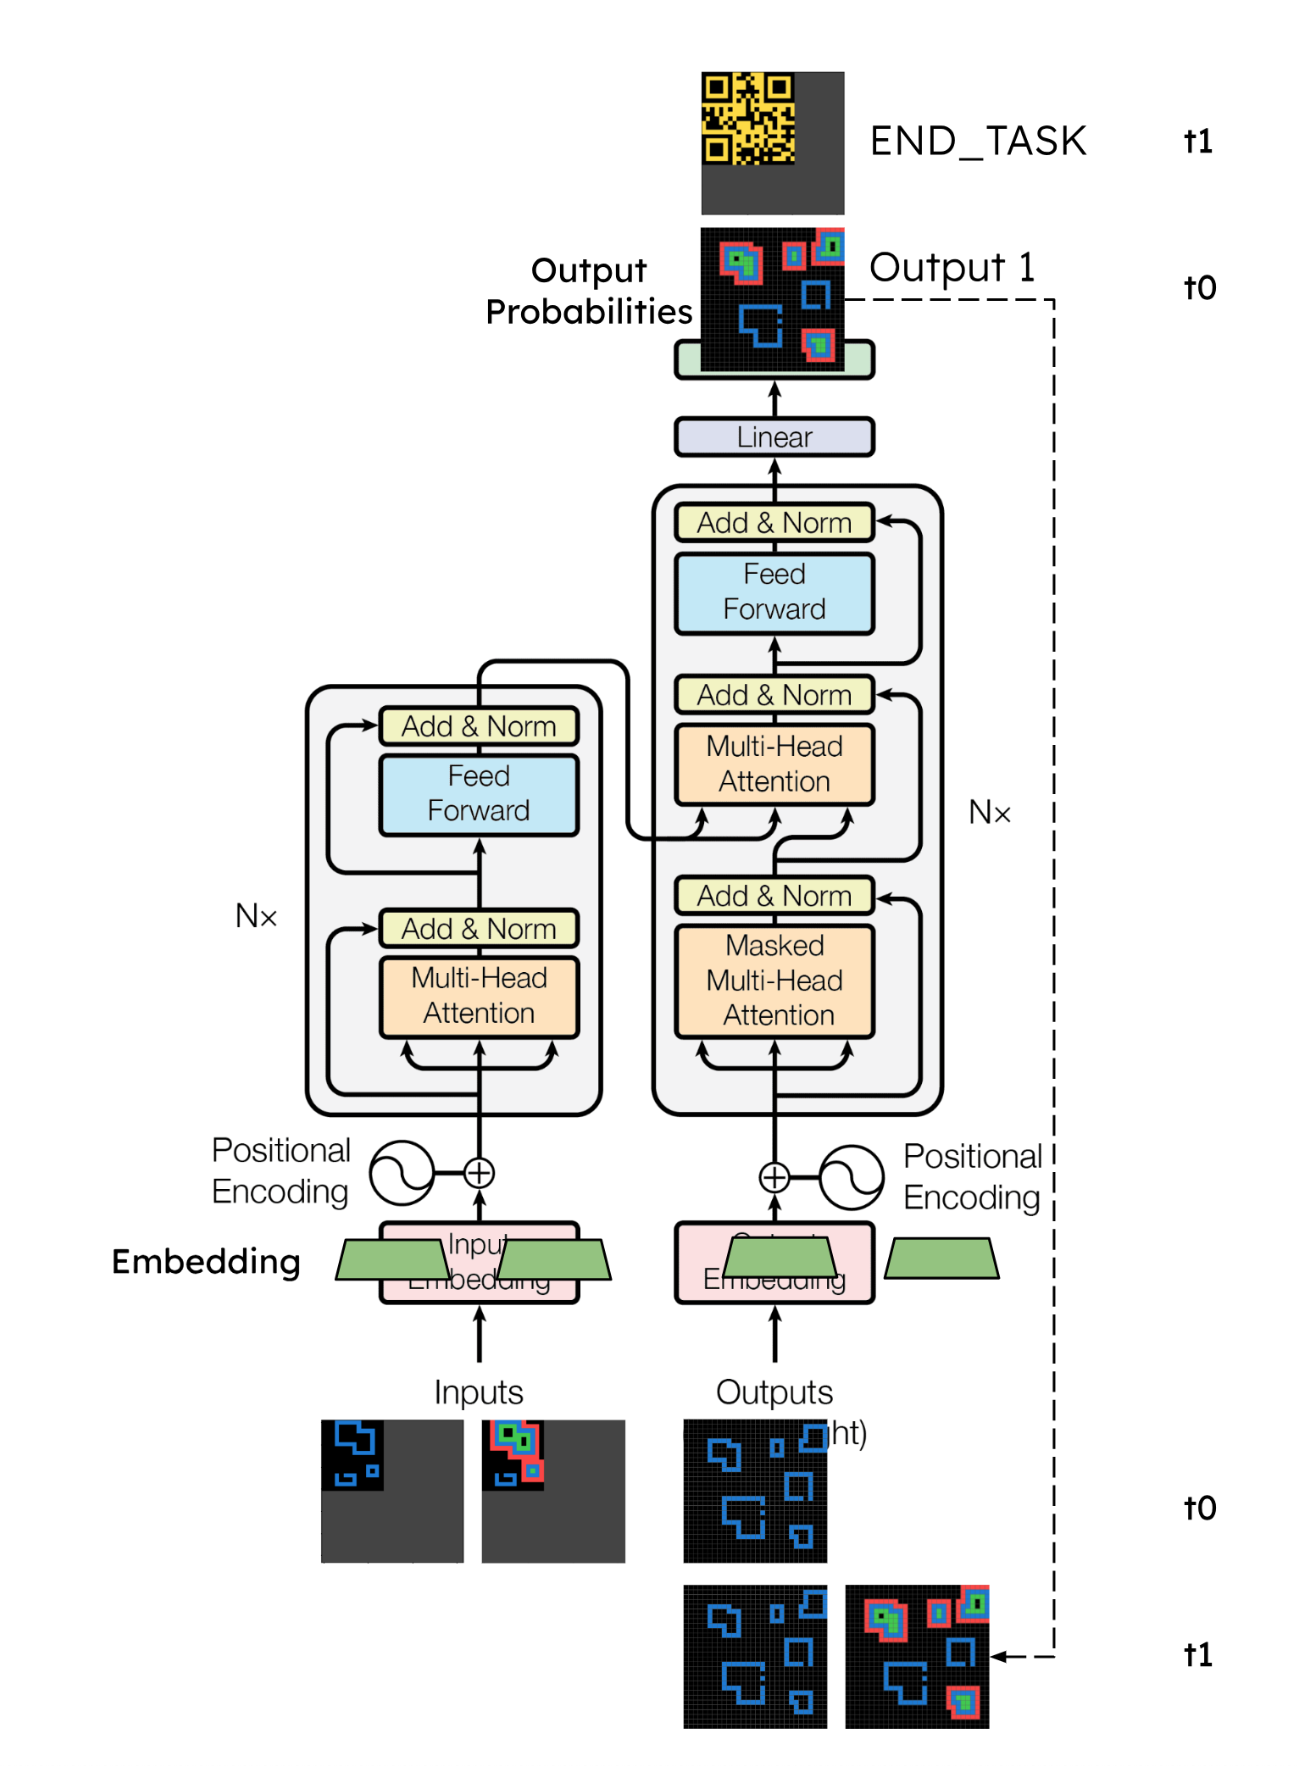 END_TASK
t1
Output
Probabilities
Output 1
t0
Linear
Add & Norm
Feed
Forward
Add & Norm
Multi-Head
Attention
Nx
Add & Norm
Masked
Multi-Head
Attention
Add & Norm
Feed
Forward
Nx
Add & Norm
Multi-Head
Attention
Positional
Encoding
Positional
Encoding
Embedding
Input
Embedding
Embedding
Inputs
Outputs
ht)
t0
t1